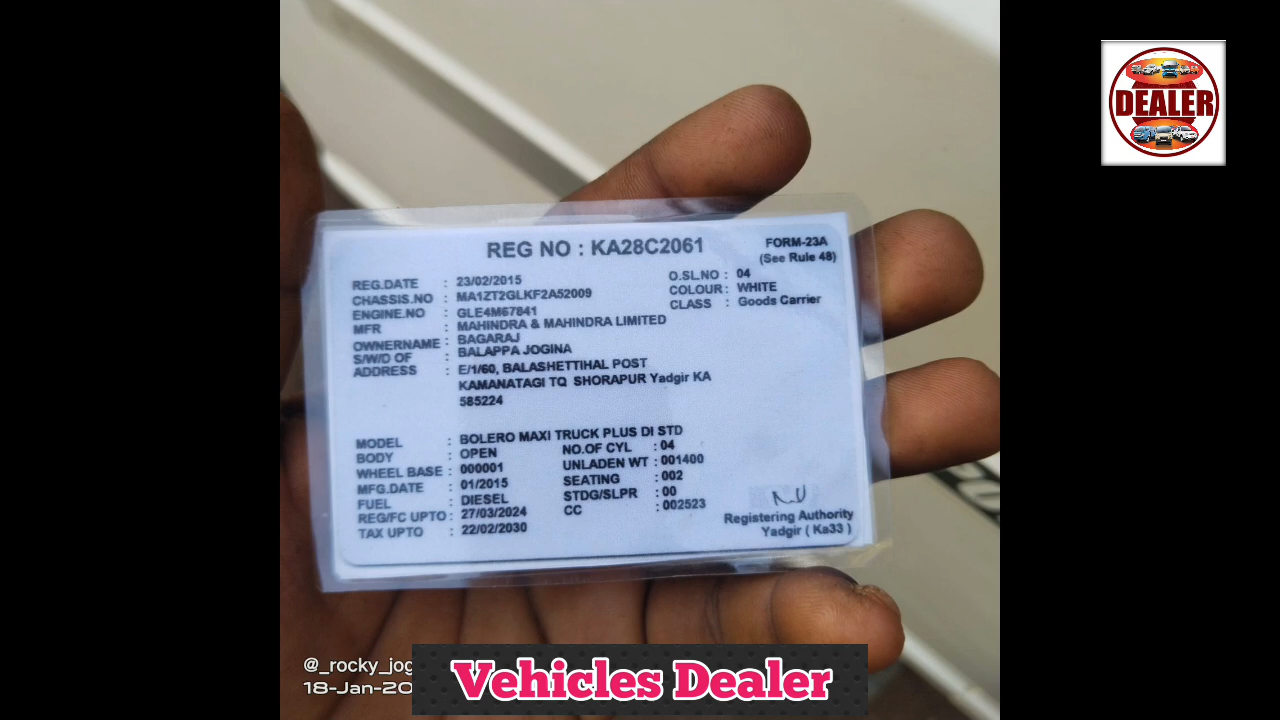 DEALER
REG NO : KA28C2061
FORM-23A
(See Rule 48)
REG.DATE : 23/02/2015
O.SL.NO : 04
CHASSIS.NO : MA1ZT2GLKF2A52009
COLOUR : WHITE
ENGINE.NO : GLE4M67841
CLASS : Goods Carrier
MFR : MAHINDRA & MAHINDRA LIMITED
OWNERNAME : BAGARAJ
S/W/D OF : BALAPPA JOGINA
ADDRESS : E/1/60, BALASHETTIHAL POST
KAMANATAGI TQ SHORAPUR Yadgir KA
585224
MODEL : BOLERO MAXI TRUCK PLUS DI STD
BODY : OPEN NO.OF CYL : 04
WHEEL BASE : 000001 UNLADEN WT : 001400
MFG.DATE : 01/2015 SEATING : 002
FUEL : DIESEL STDG/SLPR : 00
REG/FC UPTO : 27/03/2024 CC : 002523
TAX UPTO : 22/02/2030
Registering Authority
Yadgir ( Ka33 )
@_rocky_jog
18-Jan-20
Vehicles Dealer